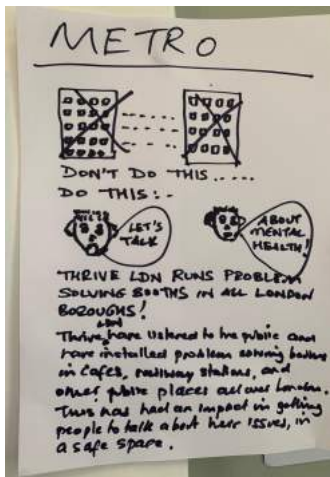 METRO
DON'T DO THIS.....
DO THIS:-
LET'S
TALK
ABOUT
MENTAL
HEALTH!
THRIVE LDN RUNS PROBLEM
SOLVING BOOTHS IN ALL LONDON
BOROUGHS!
LDN
Thrive have listened to the public and
have installed problem solving booths
in cafes, railway stations, and
other public places all over London.
This has had an impact in getting
people to talk about their issues, in
a safe space.